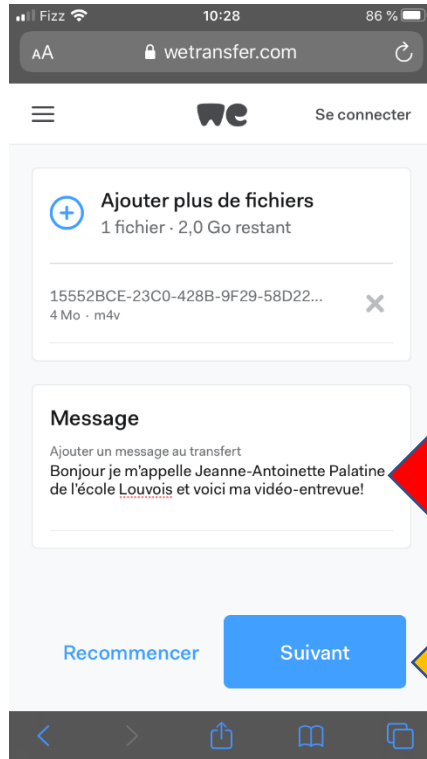 Fizz 10:28 86 %
AA wetransfer.com
we Se connecter
Ajouter plus de fichiers
1 fichier · 2,0 Go restant
15552BCE-23C0-428B-9F29-58D22...
4 Mo · m4v
Message
Ajouter un message au transfert
Bonjour je m'appelle Jeanne-Antoinette Palatine
de l'école Louvois et voici ma vidéo-entrevue!
Recommencer Suivant